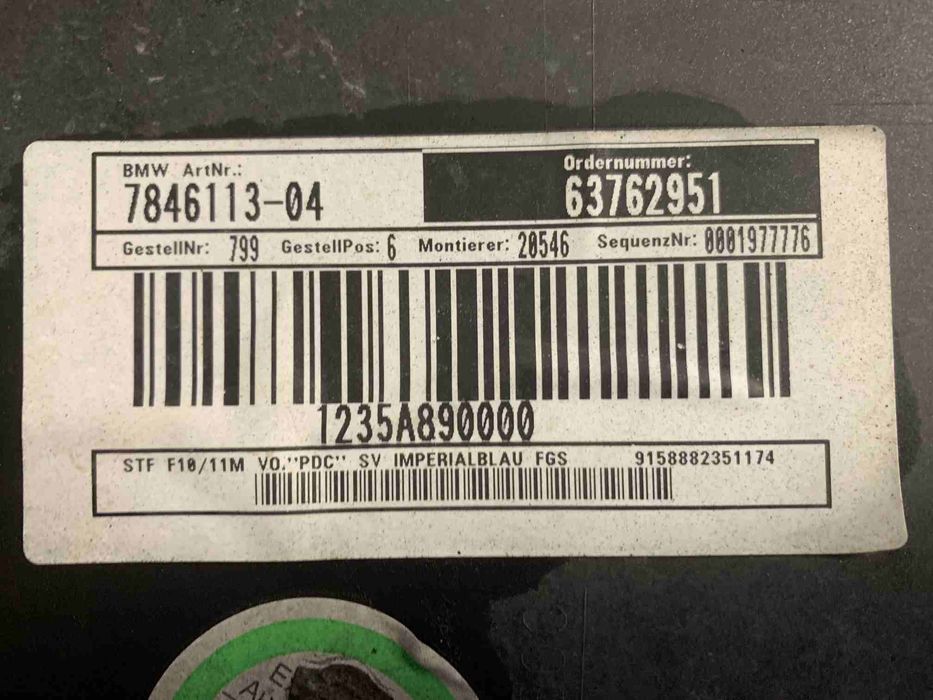 BMW ArtNr.:
7846113-04
Ordernummer:
63762951
GestellNr: 799 GestellPos: 6 Montierer: 20546 SequenzNr: 0001977776
1235A890000
STF F10/11M VO."PDC" SV IMPERIALBLAU FGS 9158882351174